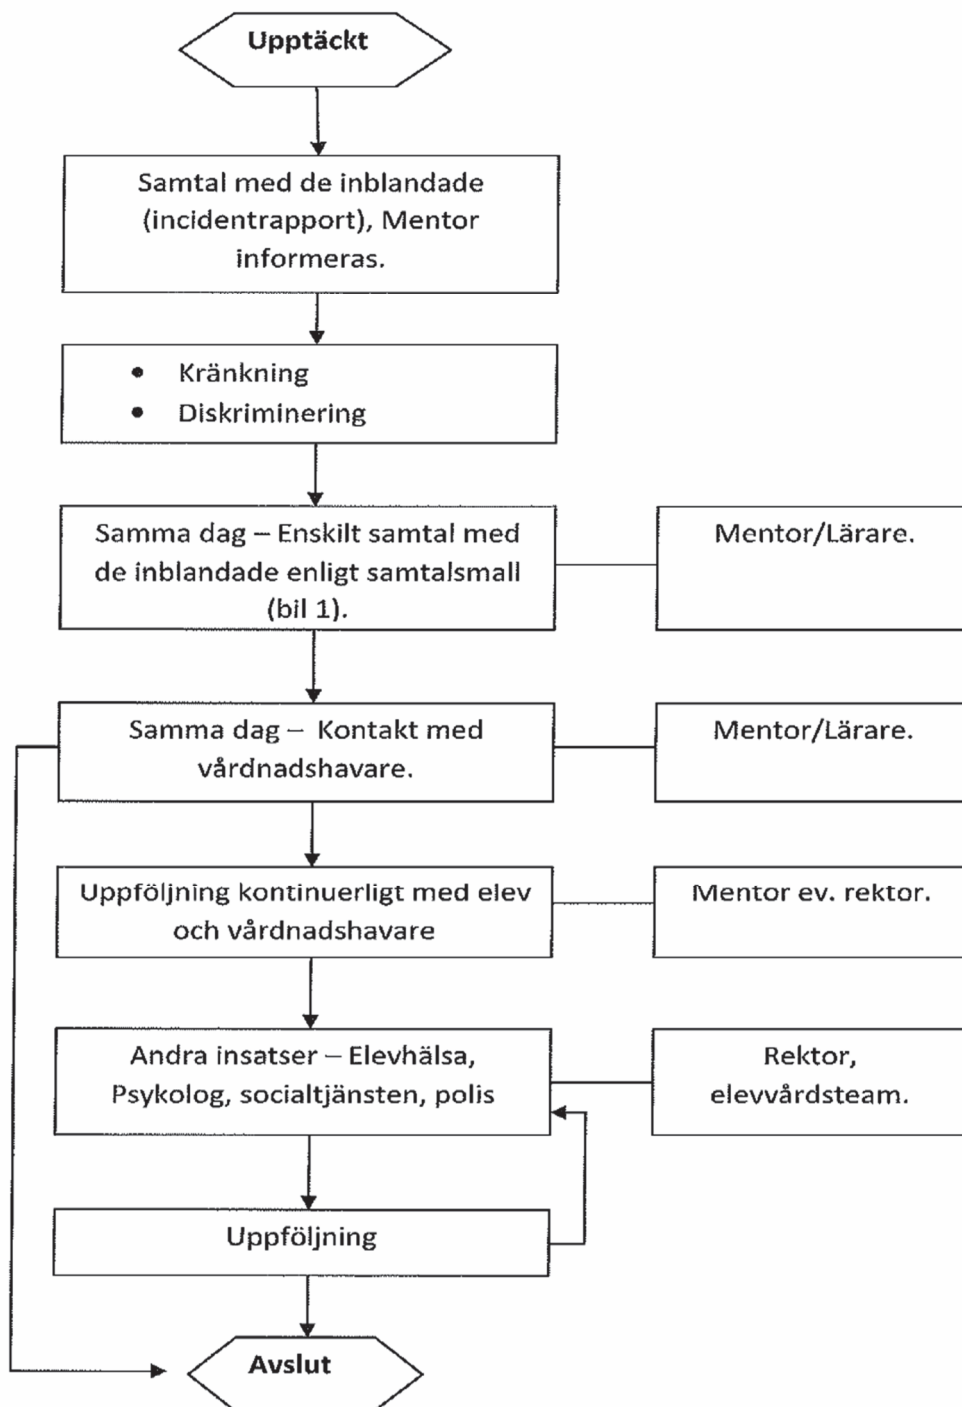 Upptäckt
Samtal med de inblandade
(incidentrapport), Mentor
informeras.
• Kränkning
• Diskriminering
Samma dag – Enskilt samtal med
de inblandade enligt samtalsmall
(bil 1).
Mentor/Lärare.
Samma dag – Kontakt med
vårdnadshavare.
Mentor/Lärare.
Uppföljning kontinuerligt med elev
och vårdnadshavare
Mentor ev. rektor.
Andra insatser – Elevhälsa,
Psykolog, socialtjänsten, polis
Rektor,
elevvårdsteam.
Uppföljning
Avslut